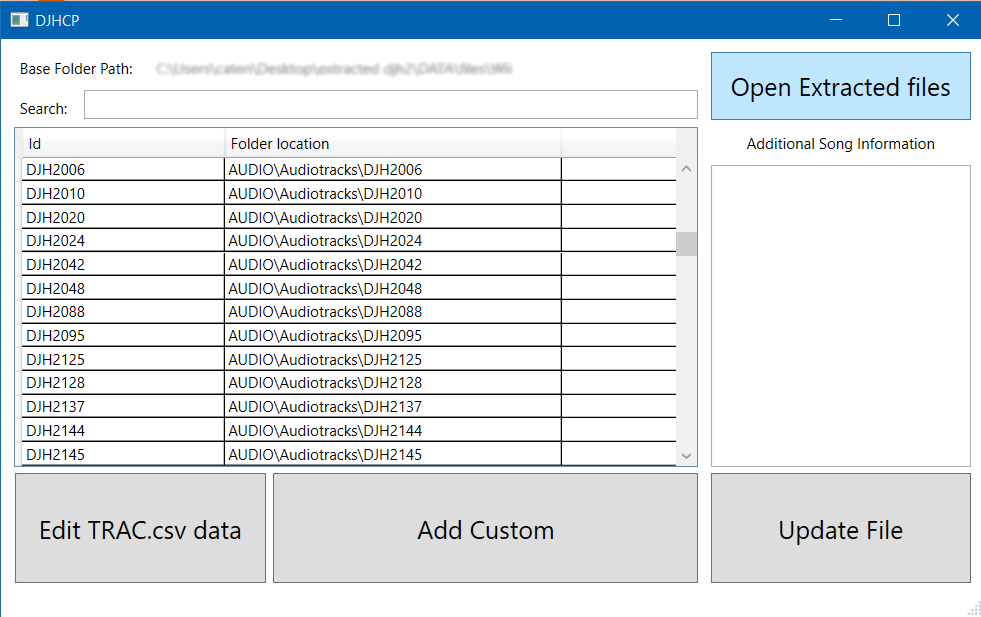 DJHCP
Base Folder Path:
Open Extracted files
Search:
Additional Song Information
Id Folder location
DJH2006 AUDIO\Audiotracks\DJH2006
DJH2010 AUDIO\Audiotracks\DJH2010
DJH2020 AUDIO\Audiotracks\DJH2020
DJH2024 AUDIO\Audiotracks\DJH2024
DJH2042 AUDIO\Audiotracks\DJH2042
DJH2048 AUDIO\Audiotracks\DJH2048
DJH2088 AUDIO\Audiotracks\DJH2088
DJH2095 AUDIO\Audiotracks\DJH2095
DJH2125 AUDIO\Audiotracks\DJH2125
DJH2128 AUDIO\Audiotracks\DJH2128
DJH2137 AUDIO\Audiotracks\DJH2137
DJH2144 AUDIO\Audiotracks\DJH2144
DJH2145 AUDIO\Audiotracks\DJH2145
Edit TRAC.csv data
Add Custom
Update File